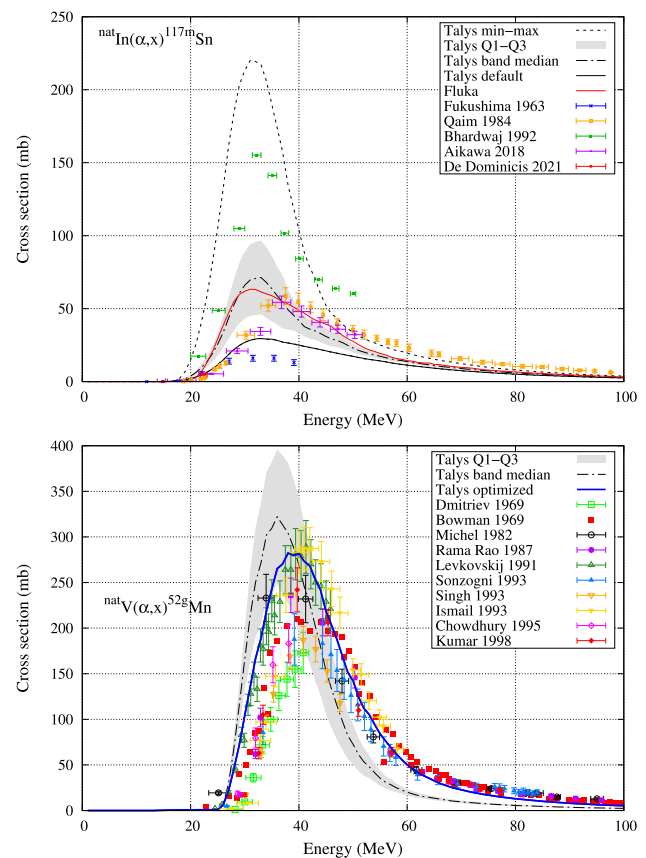 250
200
150
100
50
0
Cross section (mb)
natIn(α,x)117mSn
Talys min−max
Talys Q1−Q3
Talys band median
Talys default
Fluka
Fukushima 1963
Qaim 1984
Bhardwaj 1992
Aikawa 2018
De Dominicis 2021
0 20 40 60 80 100
Energy (MeV)
400
350
300
250
200
150
100
50
0
Cross section (mb)
natV(α,x)52gMn
Talys Q1−Q3
Talys band median
Talys optimized
Dmitriev 1969
Bowman 1969
Michel 1982
Rama Rao 1987
Levkovskij 1991
Sonzogni 1993
Singh 1993
Ismail 1993
Chowdhury 1995
Kumar 1998
0 20 40 60 80 100
Energy (MeV)